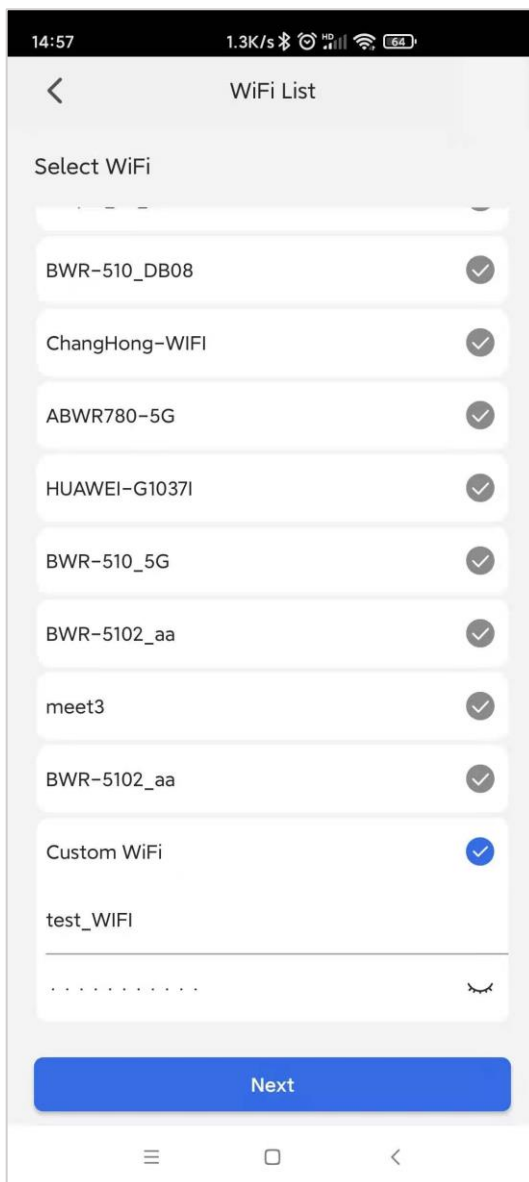 14:57 1.3K/s HD 64
WiFi List
Select WiFi
BWR-510_DB08
ChangHong-WIFI
ABWR780-5G
HUAWEI-G1037I
BWR-510_5G
BWR-5102_aa
meet3
BWR-5102_aa
Custom WiFi
test_WIFI
...........
Next